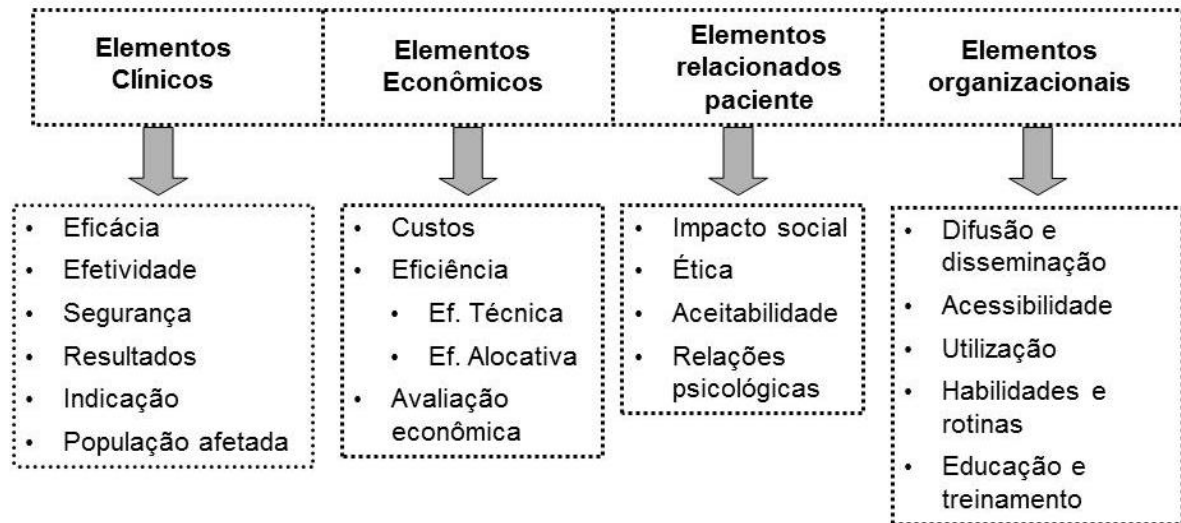 Elementos
Clínicos
Elementos
Econômicos
Elementos
relacionados
paciente
Elementos
organizacionais
• Eficácia
• Efetividade
• Segurança
• Resultados
• Indicação
• População afetada
• Custos
• Eficiência
• Ef. Técnica
• Ef. Alocativa
• Avaliação
econômica
• Impacto social
• Ética
• Aceitabilidade
• Relações
psicológicas
• Difusão e
disseminação
• Acessibilidade
• Utilização
• Habilidades e
rotinas
• Educação e
treinamento